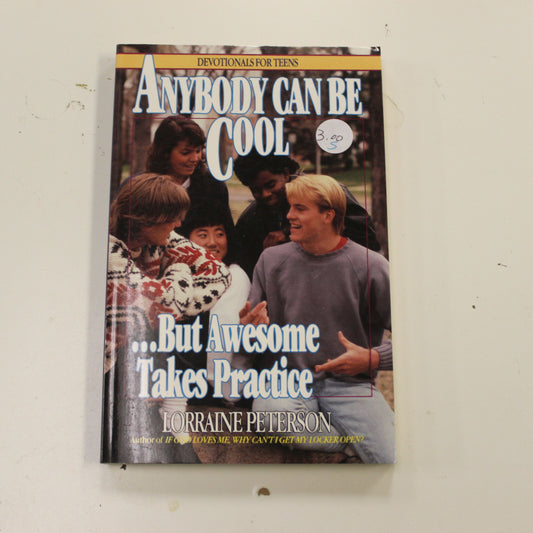 DEVOTIONALS FOR TEENS
ANYBODY CAN BE
COOL
3.00
...But Awesome
Takes Practice
LORRAINE PETERSON
Author of IF GOD LOVES ME, WHY CAN'T I GET MY LOCKER OPEN?